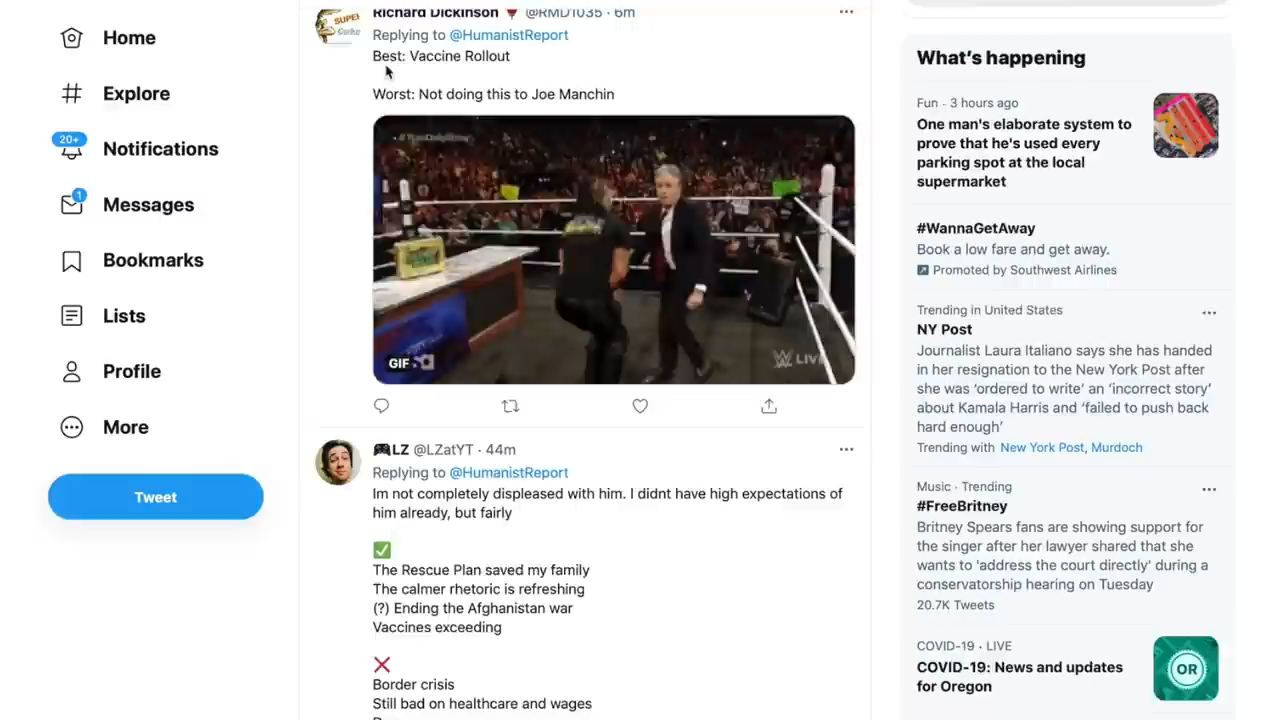 Home
Explore
20+
Notifications
1
Messages
Bookmarks
Lists
Profile
More
Tweet
Richard Dickinson @RMD1035 · 6m
SUPER
Replying to @HumanistReport
Best: Vaccine Rollout
Worst: Not doing this to Joe Manchin
GIF
LIVE
LZ @LZatYT · 44m
Replying to @HumanistReport
Im not completely displeased with him. I didnt have high expectations of
him already, but fairly
The Rescue Plan saved my family
The calmer rhetoric is refreshing
(?) Ending the Afghanistan war
Vaccines exceeding
Border crisis
Still bad on healthcare and wages
What's happening
Fun · 3 hours ago
One man's elaborate system to
prove that he's used every
parking spot at the local
supermarket
#WannaGetAway
Book a low fare and get away.
Promoted by Southwest Airlines
Trending in United States
NY Post
Journalist Laura Italiano says she has handed
in her resignation to the New York Post after
she was 'ordered to write' an 'incorrect story'
about Kamala Harris and 'failed to push back
hard enough'
Trending with New York Post, Murdoch
Music · Trending
#FreeBritney
Britney Spears fans are showing support for
the singer after her lawyer shared that she
wants to 'address the court directly' during a
conservatorship hearing on Tuesday
20.7K Tweets
COVID-19 · LIVE
COVID-19: News and updates
for Oregon
OR